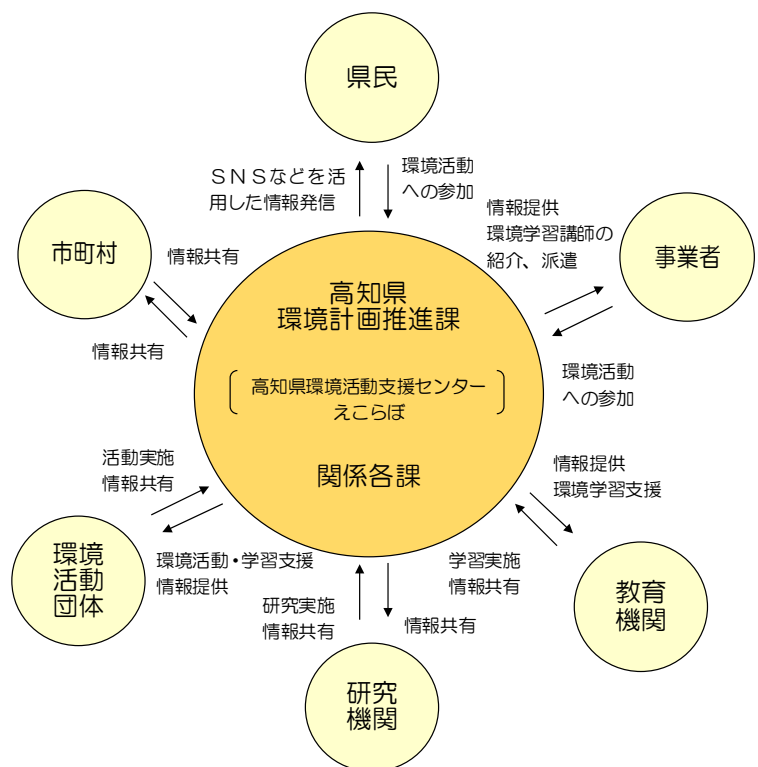 県民
SNSなどを活
用した情報発信
環境活動
への参加
市町村
情報共有
情報共有
情報提供
環境学習講師の
紹介、派遣
事業者
環境活動
への参加
高知県
環境計画推進課
高知県環境活動支援センター
えこらぼ
関係各課
活動実施
情報共有
環境
活動
団体
環境活動・学習支援
情報提供
情報提供
環境学習支援
学習実施
情報共有
教育
機関
研究実施
情報共有
情報共有
研究
機関